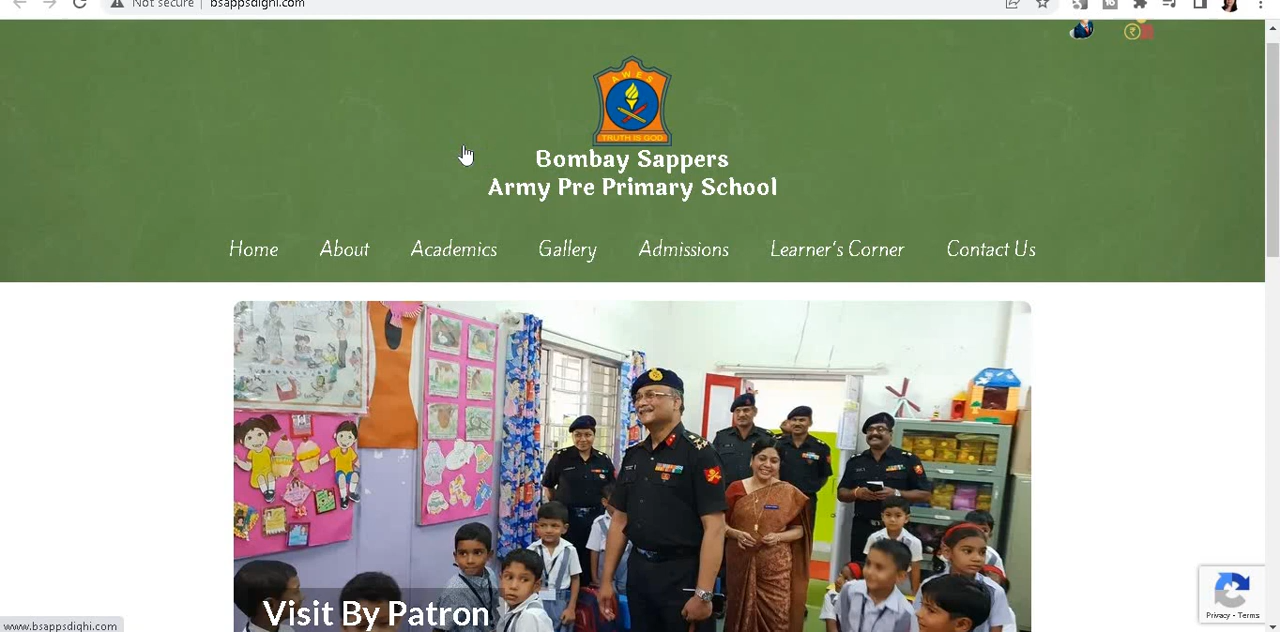 Not secure | bsappsdighi.com
AWES
TRUTH IS GOD
Bombay Sappers
Army Pre Primary School
Home About Academics Gallery Admissions Learner's Corner Contact Us
Visit By Patron
Privacy - Terms
www.bsappsdighi.com